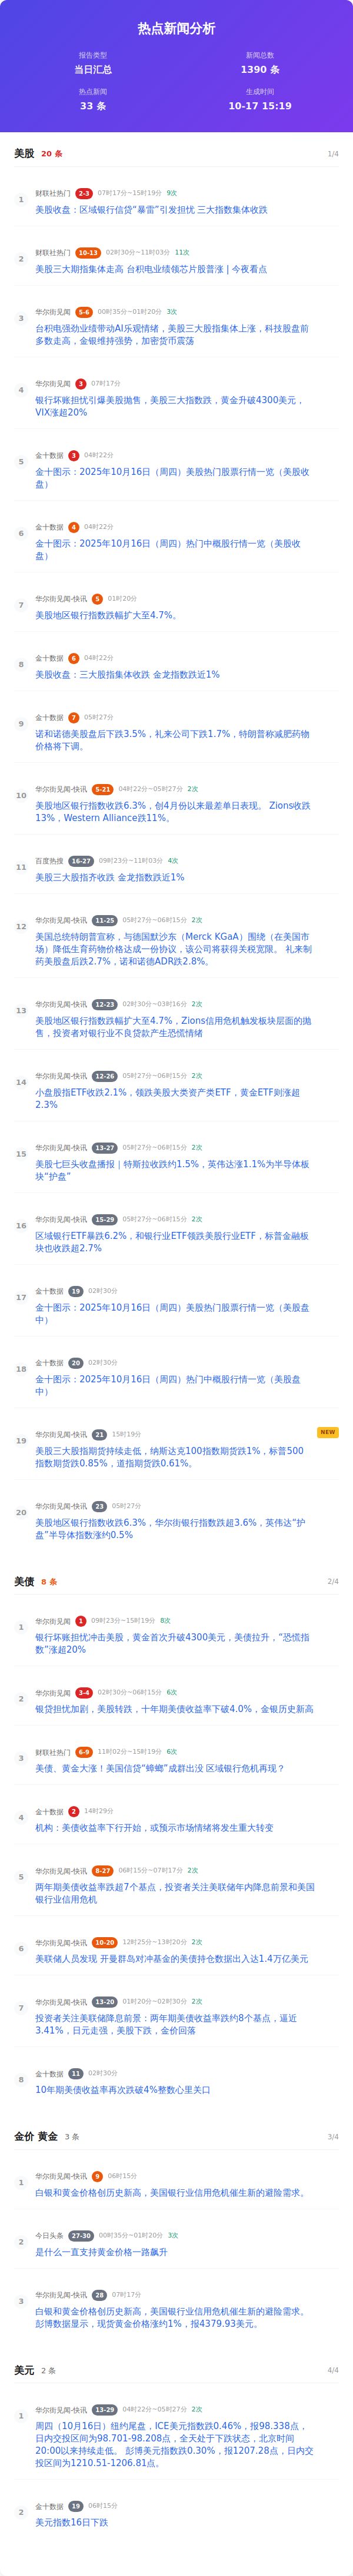 热点新闻分析
报告类型
当日汇总
新闻总数
1390 条
热点新闻
33 条
生成时间
10-17 15:19
美股 20 条 1/4
1
财联社热门 2-3 07时17分~15时19分 9次
美股收盘：区域银行信贷“暴雷”引发担忧 三大指数集体收跌
2
财联社热门 10-13 02时30分~11时03分 11次
美股三大期指集体走高 台积电业绩领芯片股普涨 | 今夜看点
3
华尔街见闻 5-6 00时35分~01时20分 3次
台积电强劲业绩带动AI乐观情绪，美股三大股指集体上涨，科技股盘前
多数走高，金银维持强势，加密货币震荡
4
华尔街见闻 3 07时17分
银行坏账担忧引爆美股抛售，美股三大指数跌，黄金升破4300美元，
VIX涨超20%
5
金十数据 3 04时22分
金十图示：2025年10月16日（周四）美股热门股票行情一览（美股收
盘）
6
金十数据 4 04时22分
金十图示：2025年10月16日（周四）热门中概股行情一览（美股收
盘）
7
华尔街见闻-快讯 5 01时20分
美股地区银行指数跌幅扩大至4.7%。
8
金十数据 6 04时22分
美股收盘：三大股指集体收跌 金龙指数跌近1%
9
金十数据 7 05时27分
诺和诺德美股盘后下跌3.5%，礼来公司下跌1.7%，特朗普称减肥药物
价格将下调。
10
华尔街见闻-快讯 5-21 04时22分~05时27分 2次
美股地区银行指数收跌6.3%，创4月份以来最差单日表现。 Zions收跌
13%，Western Alliance跌11%。
11
百度热搜 16-27 09时23分~11时03分 4次
美股三大股指齐收跌 金龙指数跌近1%
12
华尔街见闻-快讯 11-25 05时27分~06时15分 2次
美国总统特朗普宣称，与德国默沙东（Merck KGaA）围绕（在美国市
场）降低生育药物价格达成一份协议，该公司将获得关税宽限。 礼来制
药美股盘后跌2.7%，诺和诺德ADR跌2.8%。
13
华尔街见闻-快讯 12-23 02时30分~03时16分 2次
美股地区银行指数跌幅扩大至4.7%，Zions信用危机触发板块层面的抛
售，投资者对银行业不良贷款产生恐慌情绪
14
华尔街见闻-快讯 12-26 05时27分~06时15分 2次
小盘股指ETF收跌2.1%，领跌美股大类资产类ETF，黄金ETF则涨超
2.3%
15
华尔街见闻-快讯 13-27 05时27分~06时15分 2次
美股七巨头收盘播报｜特斯拉收跌约1.5%，英伟达涨1.1%为半导体板
块“护盘”
16
华尔街见闻-快讯 15-29 05时27分~06时15分 2次
区域银行ETF暴跌6.2%，和银行业ETF领跌美股行业ETF，标普金融板
块也收跌超2.7%
17
金十数据 19 02时30分
金十图示：2025年10月16日（周四）美股热门股票行情一览（美股盘
中）
18
金十数据 20 02时30分
金十图示：2025年10月16日（周四）热门中概股行情一览（美股盘
中）
19
华尔街见闻-快讯 21 15时19分 NEW
美股三大股指期货持续走低，纳斯达克100指数期货跌1%，标普500
指数期货跌0.85%，道指期货跌0.61%。
20
华尔街见闻-快讯 23 05时27分
美股地区银行指数收跌6.3%，华尔街银行指数跌超3.6%，英伟达“护
盘”半导体指数涨约0.5%
美债 8 条 2/4
1
华尔街见闻 1 09时23分~15时19分 8次
银行坏账担忧冲击美股，黄金首次升破4300美元，美债拉升，“恐慌指
数”涨超20%
2
华尔街见闻 3-4 02时30分~06时15分 6次
银贷担忧加剧，美股转跌，十年期美债收益率下破4.0%，金银历史新高
3
财联社热门 6-9 11时02分~15时19分 6次
美债、黄金大涨！美国信贷“蟑螂”成群出没 区域银行危机再现？
4
金十数据 2 14时29分
机构：美债收益率下行开始，或预示市场情绪将发生重大转变
5
华尔街见闻-快讯 8-27 06时15分~07时17分 2次
两年期美债收益率跌超7个基点，投资者关注美联储年内降息前景和美国
银行业信用危机
6
华尔街见闻-快讯 10-20 12时25分~13时20分 2次
美联储人员发现 开曼群岛对冲基金的美债持仓数据出入达1.4万亿美元
7
华尔街见闻-快讯 13-20 01时20分~02时30分 2次
投资者关注美联储降息前景：两年期美债收益率跌约8个基点，逼近
3.41%，日元走强，美股下跌，金价回落
8
金十数据 11 02时30分
10年期美债收益率再次跌破4%整数心里关口
金价 黄金 3 条 3/4
1
华尔街见闻-快讯 9 06时15分
白银和黄金价格创历史新高，美国银行业信用危机催生新的避险需求。
2
今日头条 27-30 00时35分~01时20分 3次
是什么一直支持黄金价格一路飙升
3
华尔街见闻-快讯 28 07时17分
白银和黄金价格创历史新高，美国银行业信用危机催生新的避险需求。
彭博数据显示，现货黄金价格涨约1%，报4379.93美元。
美元 2 条 4/4
1
华尔街见闻-快讯 13-29 04时22分~05时27分 2次
周四（10月16日）纽约尾盘，ICE美元指数跌0.46%，报98.338点，
日内交投区间为98.701-98.208点，全天处于下跌状态，北京时间
20:00以来持续走低。 彭博美元指数跌0.30%，报1207.28点，日内交
投区间为1210.51-1206.81点。
2
金十数据 19 06时15分
美元指数16日下跌